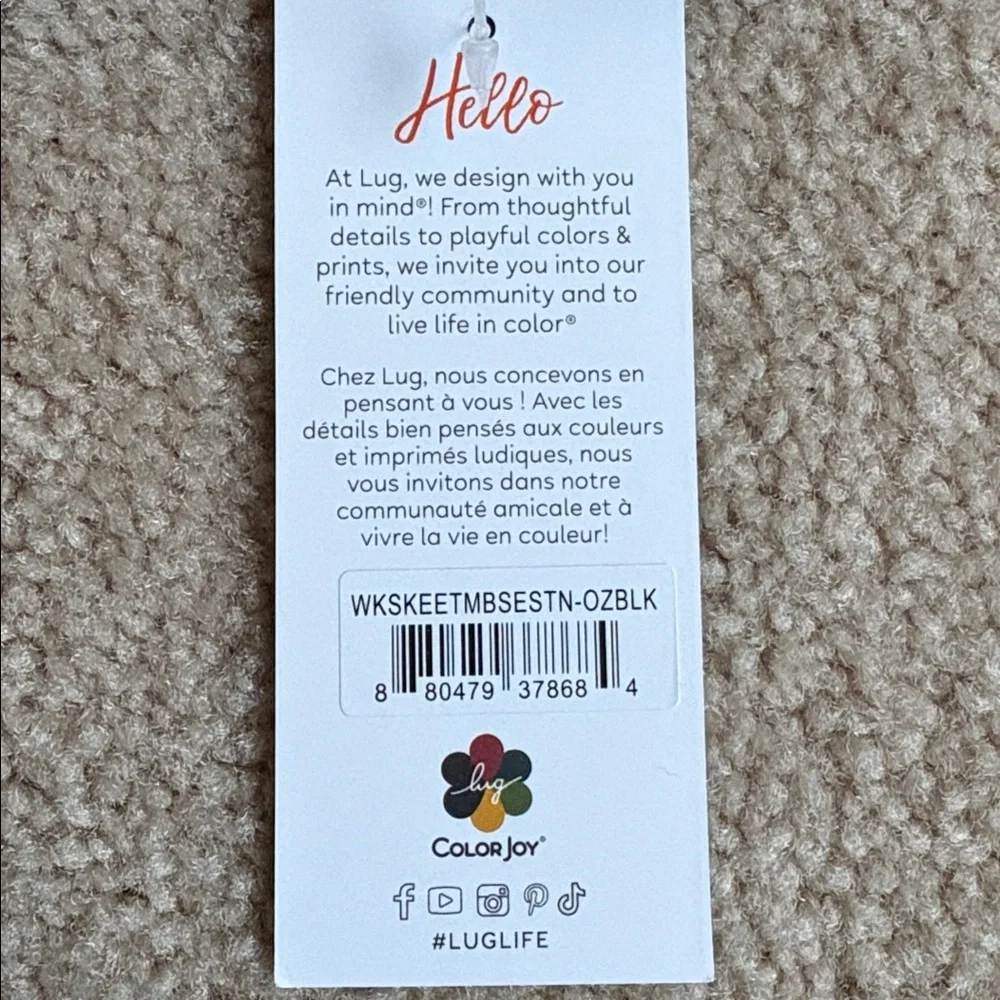 Hello
At Lug, we design with you
in mind®! From thoughtful
details to playful colors &
prints, we invite you into our
friendly community and to
live life in color®
Chez Lug, nous concevons en
pensant à vous ! Avec les
détails bien pensés aux couleurs
et imprimés ludiques, nous
vous invitons dans notre
communauté amicale et à
vivre la vie en couleur!
WKSKEETMBSESTN-OZBLK
8 80479 37868 4
lug
COLOR JOY®
#LUGLIFE